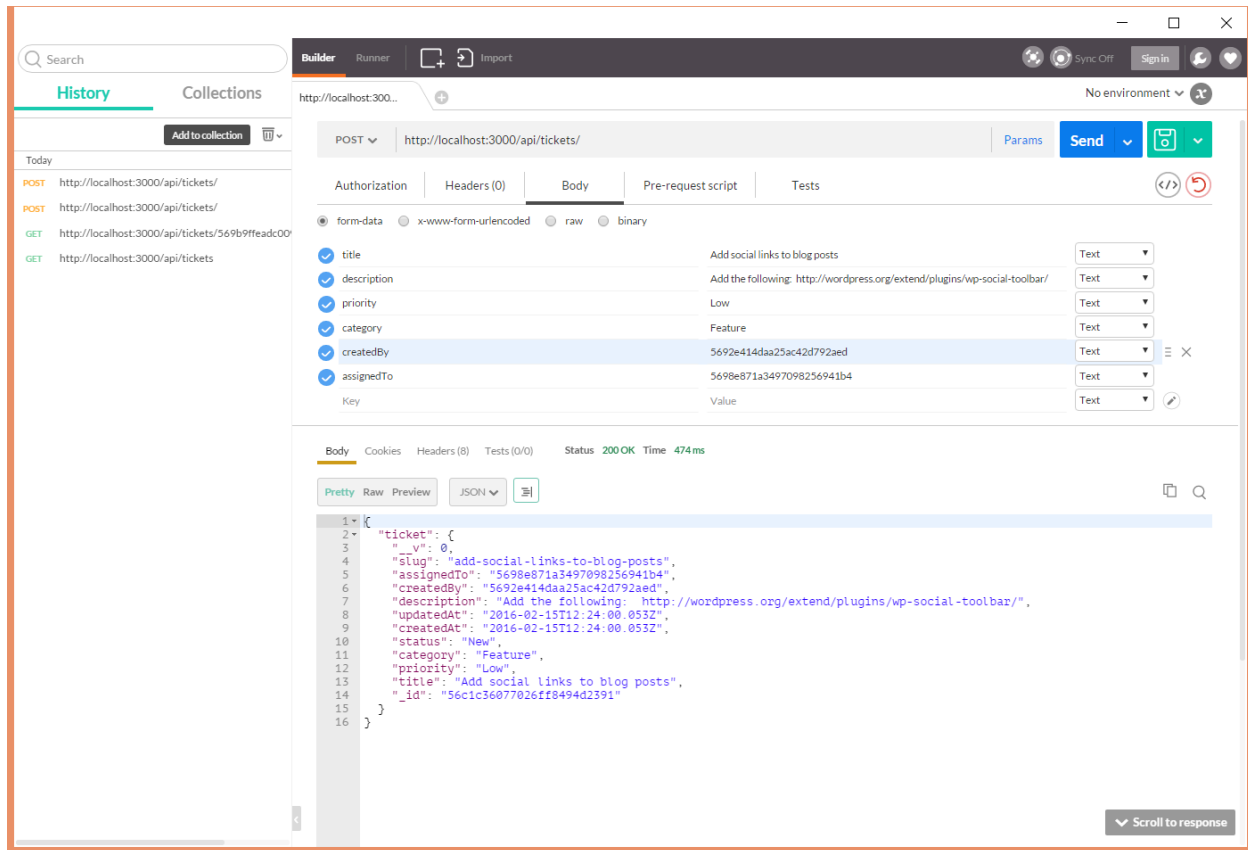 Search
Builder Runner Import Sync Off Sign in
History Collections
http://localhost:300... No environment
Add to collection
POST http://localhost:3000/api/tickets/ Params Send
Today
POST http://localhost:3000/api/tickets/
POST http://localhost:3000/api/tickets/
GET http://localhost:3000/api/tickets/569b9ffeadc00
GET http://localhost:3000/api/tickets
Authorization Headers (0) Body Pre-request script Tests
form-data x-www-form-urlencoded raw binary
title Add social links to blog posts Text
description Add the following: http://wordpress.org/extend/plugins/wp-social-toolbar/ Text
priority Low Text
category Feature Text
createdBy 5692e414daa25ac42d792aed Text
assignedTo 5698e871a3497098256941b4 Text
Key Value Text
Body Cookies Headers (8) Tests (0/0) Status 200 OK Time 474 ms
Pretty Raw Preview JSON
1 {
2 "ticket": {
3 "__v": 0,
4 "slug": "add-social-links-to-blog-posts",
5 "assignedTo": "5698e871a3497098256941b4",
6 "createdBy": "5692e414daa25ac42d792aed",
7 "description": "Add the following:  http://wordpress.org/extend/plugins/wp-social-toolbar/",
8 "updatedAt": "2016-02-15T12:24:00.053Z",
9 "createdAt": "2016-02-15T12:24:00.053Z",
10 "status": "New",
11 "category": "Feature",
12 "priority": "Low",
13 "title": "Add social links to blog posts",
14 "_id": "56c1c36077026ff8494d2391"
15 }
16 }
Scroll to response